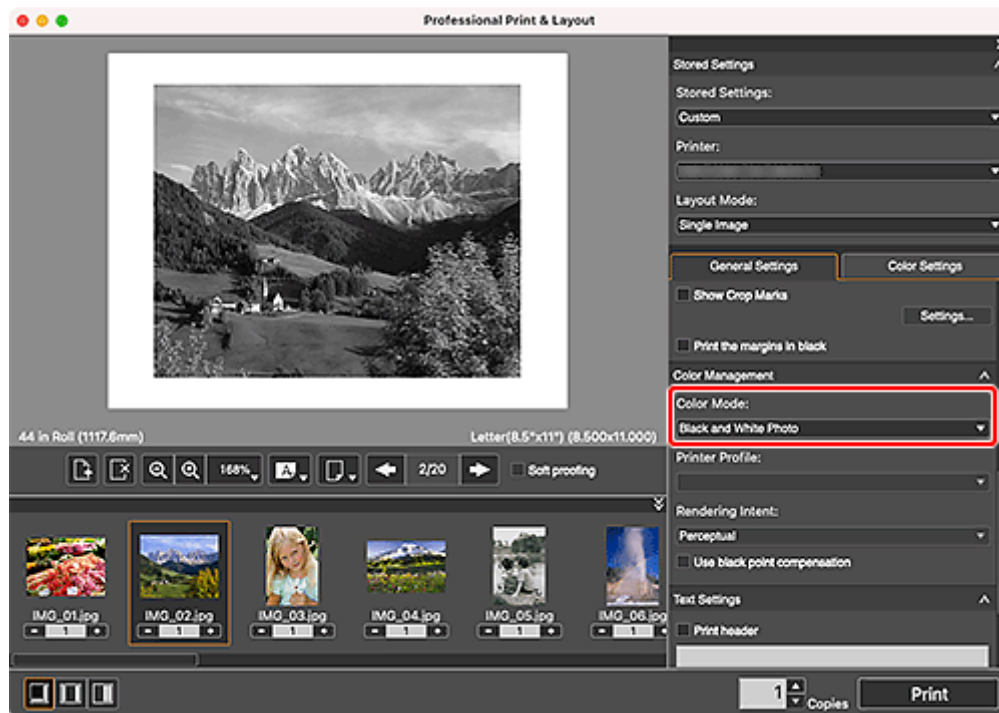 Professional Print & Layout
Stored Settings
Stored Settings:
Custom
Printer:
Layout Mode:
Single Image
General Settings
Color Settings
Show Crop Marks
Settings...
Print the margins in black
Color Management
Color Mode:
Black and White Photo
Printer Profile:
Rendering Intent:
Perceptual
Use black point compensation
Text Settings
Print header
44 in Roll (1117.6mm)
Letter(8.5"x11") (8.500x11.000)
168%
A
2/20
Soft proofing
IMG_01.jpg
IMG_02.jpg
IMG_03.jpg
IMG_04.jpg
IMG_05.jpg
IMG_06.jpg
- 1 +
- 1 +
- 1 +
- 1 +
- 1 +
- 1
1 Copies
Print